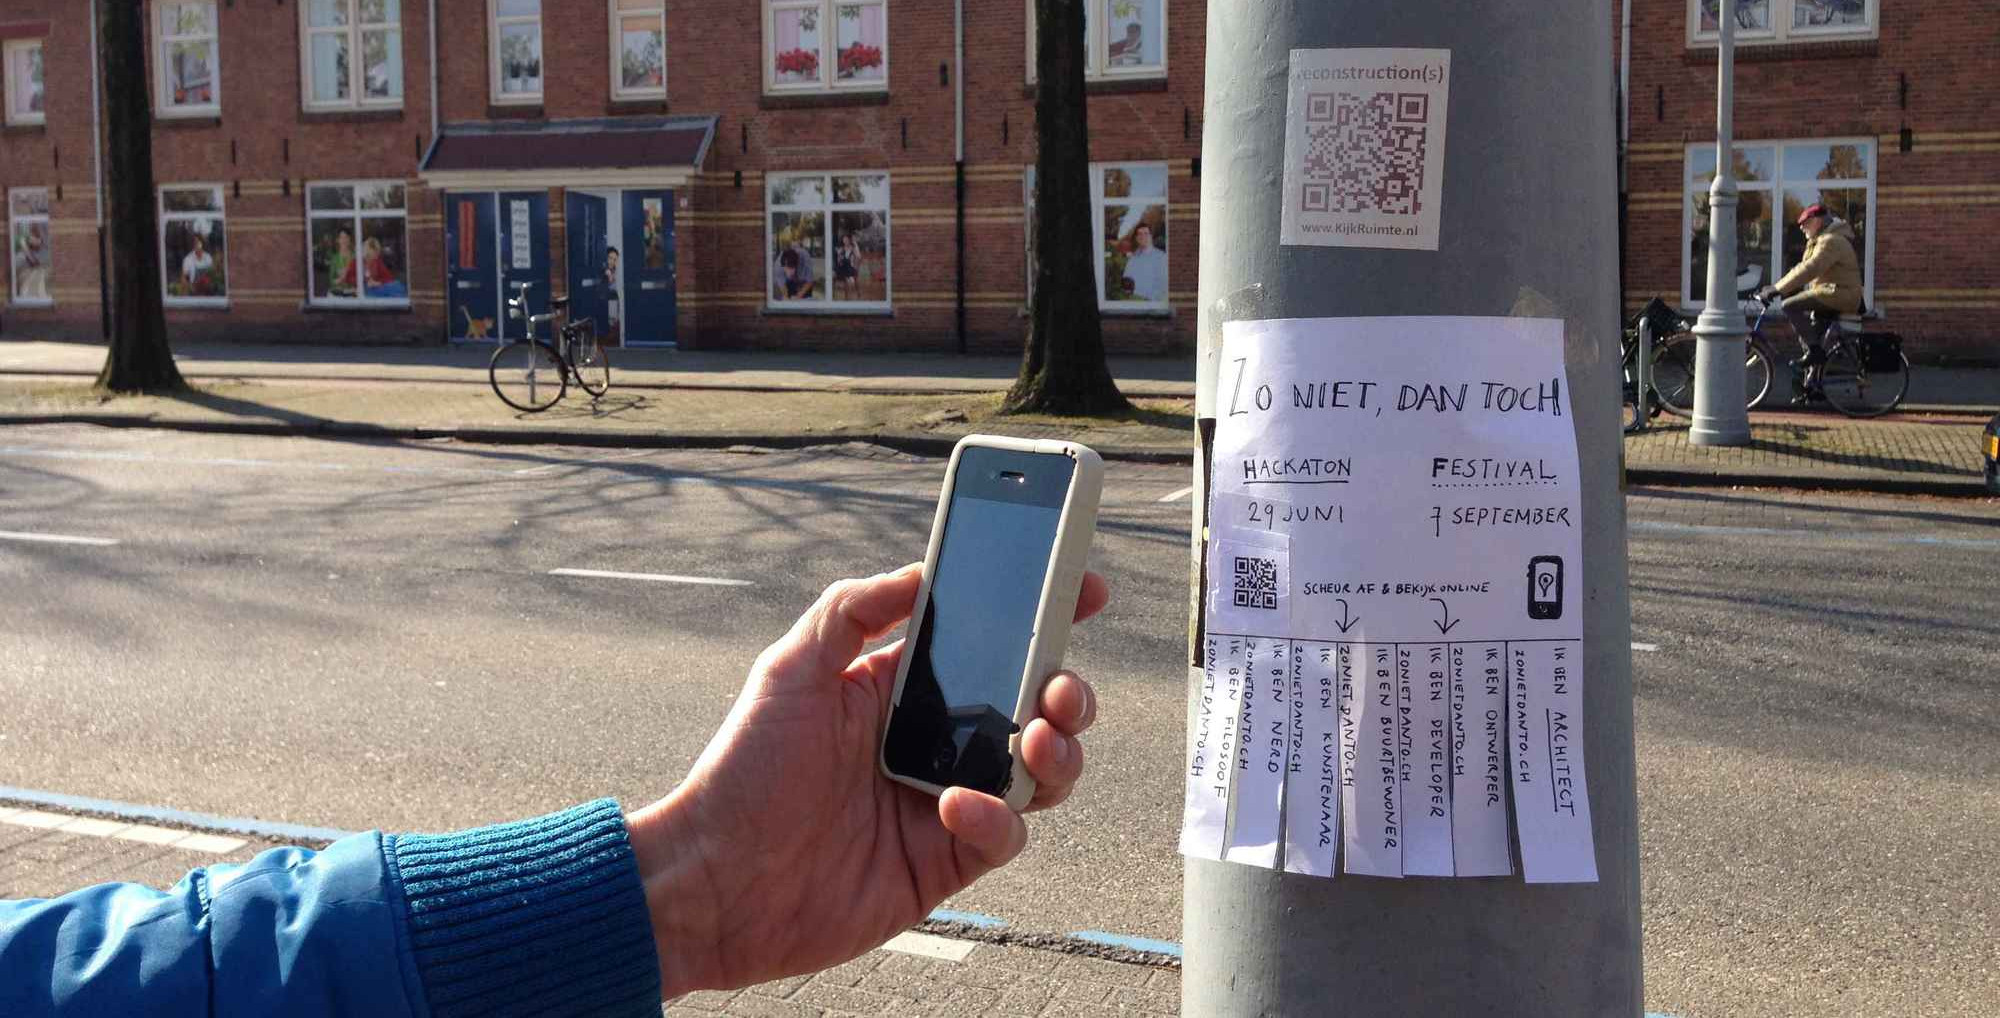 econstruction(s)
www.KijkRuimte.nl
ZO NIET, DAN TOCH
HACKATON
29 JUNI
FESTIVAL
7 SEPTEMBER
SCHEUR AF & BEKIJK ONLINE
ZONIETDANTO.CH
IK BEN FILOSOOF
ZONIETDANTO.CH
IK BEN NERD
ZONIETDANTO.CH
IK BEN KUNSTENAAR
ZONIETDANTO.CH
IK BEN BUURTBEWONER
ZONIETDANTO.CH
IK BEN DEVELOPER
ZONIETDANTO.CH
IK BEN ONTWERPER
ZONIETDANTO.CH
IK BEN ARCHITECT